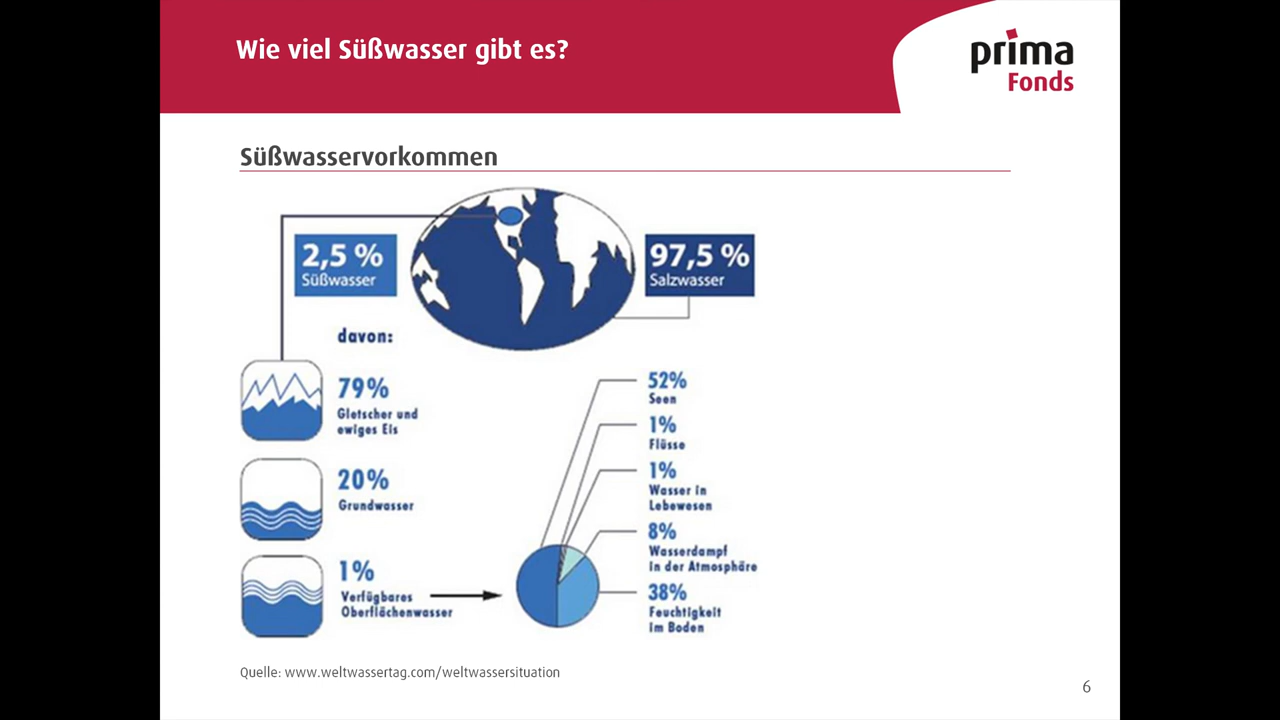 Wie viel Süßwasser gibt es?
prima
Fonds
Süßwasservorkommen
2,5 %
Süßwasser
97,5 %
Salzwasser
davon:
79%
Gletscher und
ewiges Eis
20%
Grundwasser
1%
Verfügbares
Oberflächenwasser
52%
Seen
1%
Flüsse
1%
Wasser in
Lebewesen
8%
Wasserdampf
in der Atmosphäre
38%
Feuchtigkeit
im Boden
Quelle: www.weltwassertag.com/weltwassersituation
6